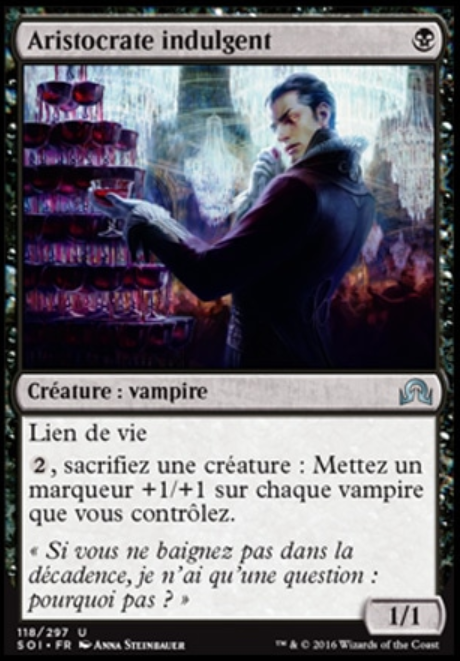 Aristocrate indulgent
Créature : vampire
Lien de vie
2, sacrifiez une créature : Mettez un
marqueur +1/+1 sur chaque vampire
que vous contrôlez.
« Si vous ne baignez pas dans la
décadence, je n'ai qu'une question :
pourquoi pas ? »
1/1
118/297 U
SOI • FR Anna Steinbauer
™ & © 2016 Wizards of the Coast